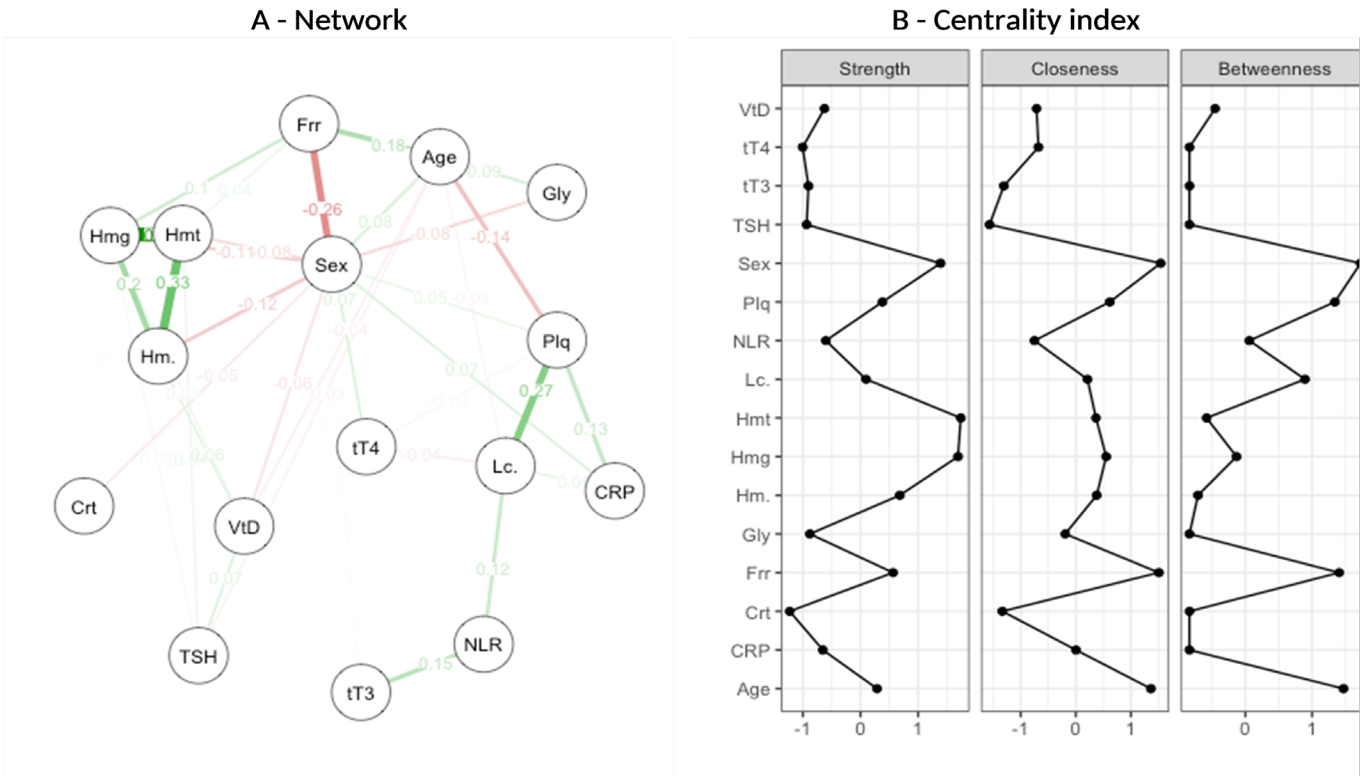 A - Network
B - Centrality index
Frr
Age
Gly
Hmg
Hmt
Sex
Hm.
Plq
tT4
Lc.
CRP
Crt
VtD
TSH
NLR
tT3
0.18
0.09
0.1
0.04
-0.26
0.08
-0.08
-0.14
-0.11
-0.08
0.2
0.33
-0.12
0.07
0.05
-0.03
-0.04
0.07
-0.05
-0.06
0.27
-0.02
0.13
-0.04
0.06
0.07
0.12
0.15
Strength
Closeness
Betweenness
VtD
tT4
tT3
TSH
Sex
Plq
NLR
Lc.
Hmt
Hmg
Hm.
Gly
Frr
Crt
CRP
Age
-1 0 1
-1 0 1
0 1